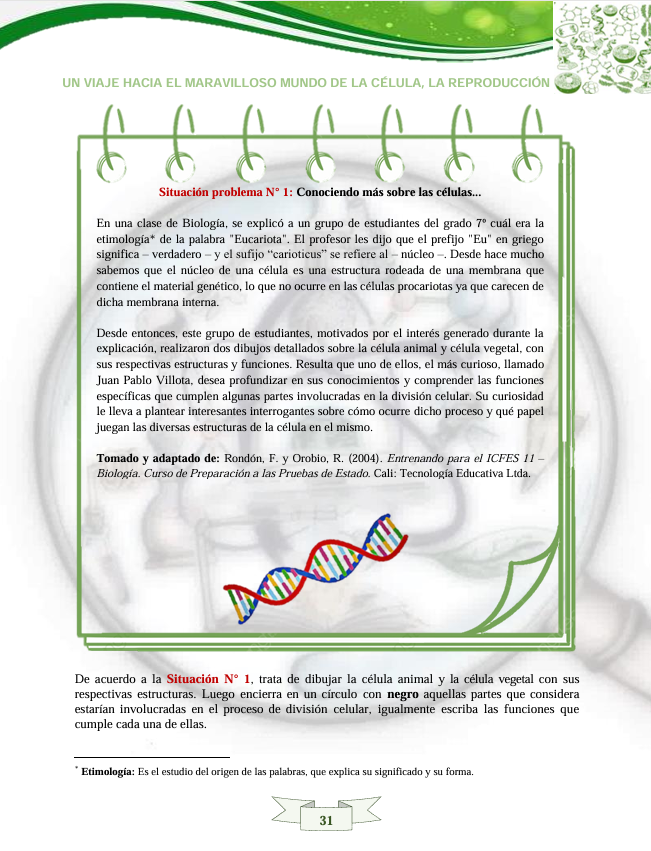 UN VIAJE HACIA EL MARAVILLOSO MUNDO DE LA CÉLULA, LA REPRODUCCIÓN
Situación problema N° 1: Conociendo más sobre las células...
En una clase de Biología, se explicó a un grupo de estudiantes del grado 7º cuál era la
etimología* de la palabra "Eucariota". El profesor les dijo que el prefijo "Eu" en griego
significa – verdadero – y el sufijo “carioticus” se refiere al – núcleo –. Desde hace mucho
sabemos que el núcleo de una célula es una estructura rodeada de una membrana que
contiene el material genético, lo que no ocurre en las células procariotas ya que carecen de
dicha membrana interna.
Desde entonces, este grupo de estudiantes, motivados por el interés generado durante la
explicación, realizaron dos dibujos detallados sobre la célula animal y célula vegetal, con
sus respectivas estructuras y funciones. Resulta que uno de ellos, el más curioso, llamado
Juan Pablo Villota, desea profundizar en sus conocimientos y comprender las funciones
específicas que cumplen algunas partes involucradas en la división celular. Su curiosidad
le lleva a plantear interesantes interrogantes sobre cómo ocurre dicho proceso y qué papel
juegan las diversas estructuras de la célula en el mismo.
Tomado y adaptado de: Rondón, F. y Orobio, R. (2004). Entrenando para el ICFES 11 –
Biología. Curso de Preparación a las Pruebas de Estado. Cali: Tecnología Educativa Ltda.
De acuerdo a la Situación N° 1, trata de dibujar la célula animal y la célula vegetal con sus
respectivas estructuras. Luego encierra en un círculo con negro aquellas partes que considera
estarían involucradas en el proceso de división celular, igualmente escriba las funciones que
cumple cada una de ellas.
* Etimología: Es el estudio del origen de las palabras, que explica su significado y su forma.
31